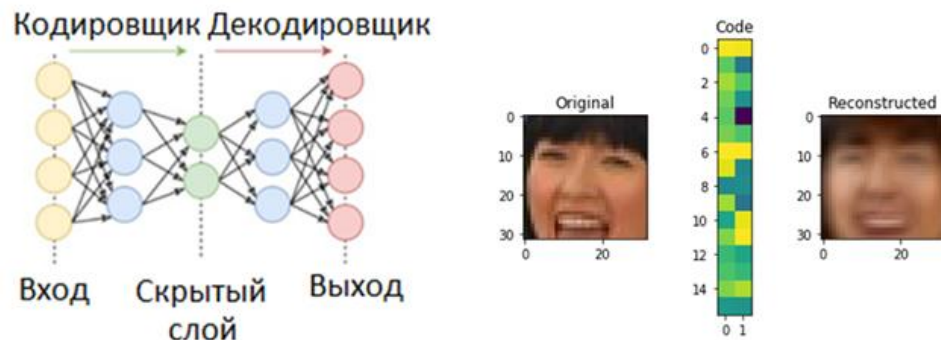 Кодировщик Декодировщик
Вход
Скрытый
слой
Выход
Original
0
10
20
30
0 20
Code
0
2
4
6
8
10
12
14
0 1
Reconstructed
0
10
20
30
0 20